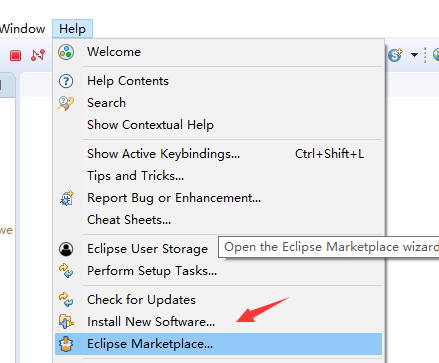 Window Help
Welcome
Help Contents
Search
Show Contextual Help
Show Active Keybindings... Ctrl+Shift+L
Tips and Tricks...
Report Bug or Enhancement...
Cheat Sheets...
we
Eclipse User Storage
Open the Eclipse Marketplace wizard
Perform Setup Tasks...
Check for Updates
Install New Software...
Eclipse Marketplace...